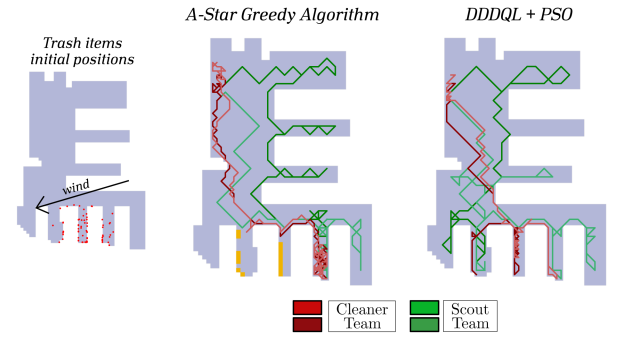 A-Star Greedy Algorithm
DDDQL + PSO
Trash items
initial positions
wind
Cleaner
Team
Scout
Team